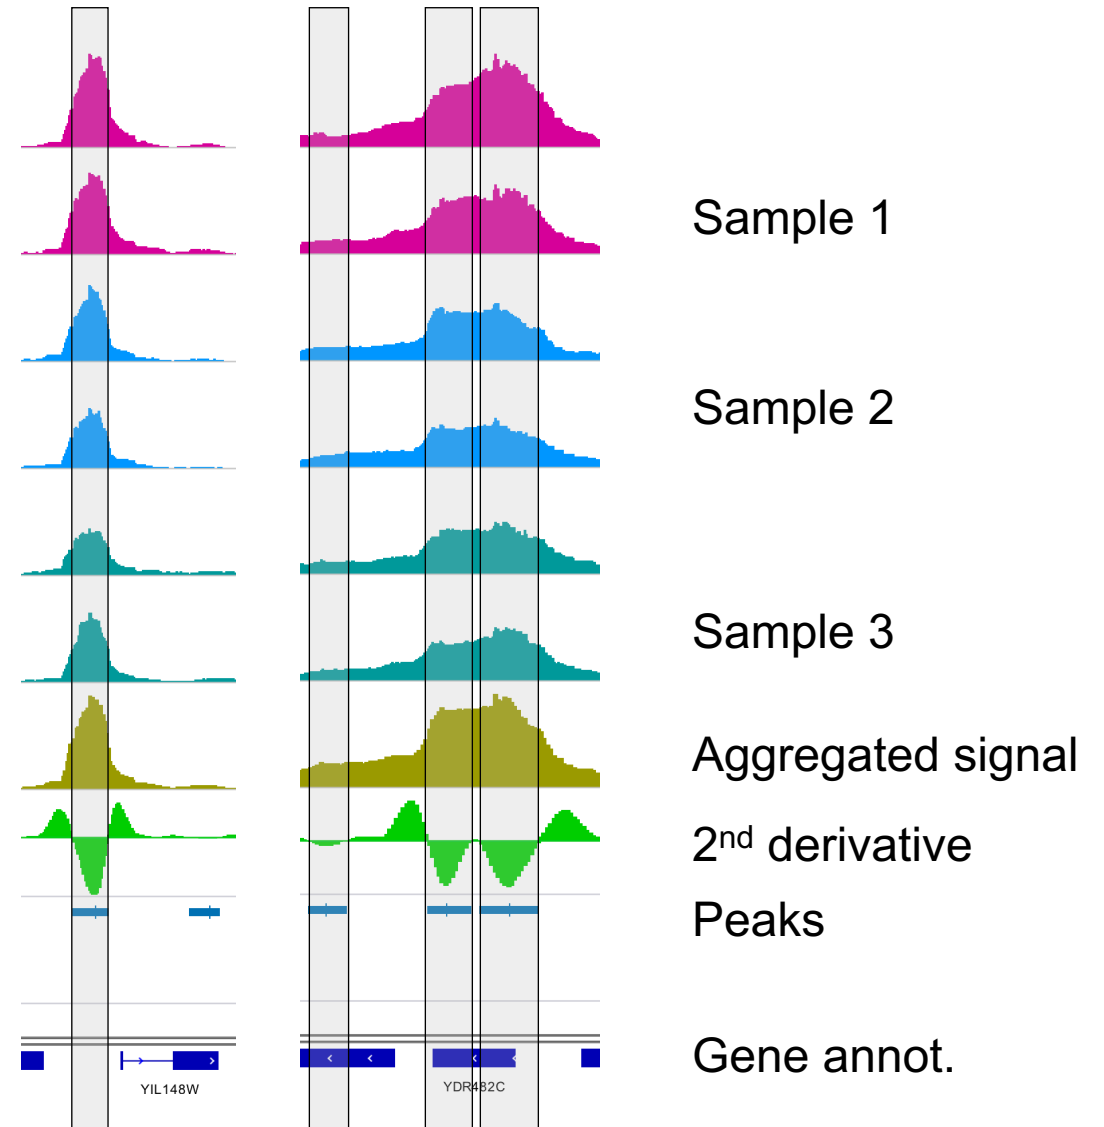 Sample 1
Sample 2
Sample 3
Aggregated signal
2nd derivative
Peaks
Gene annot.
YIL148W
YDR482C